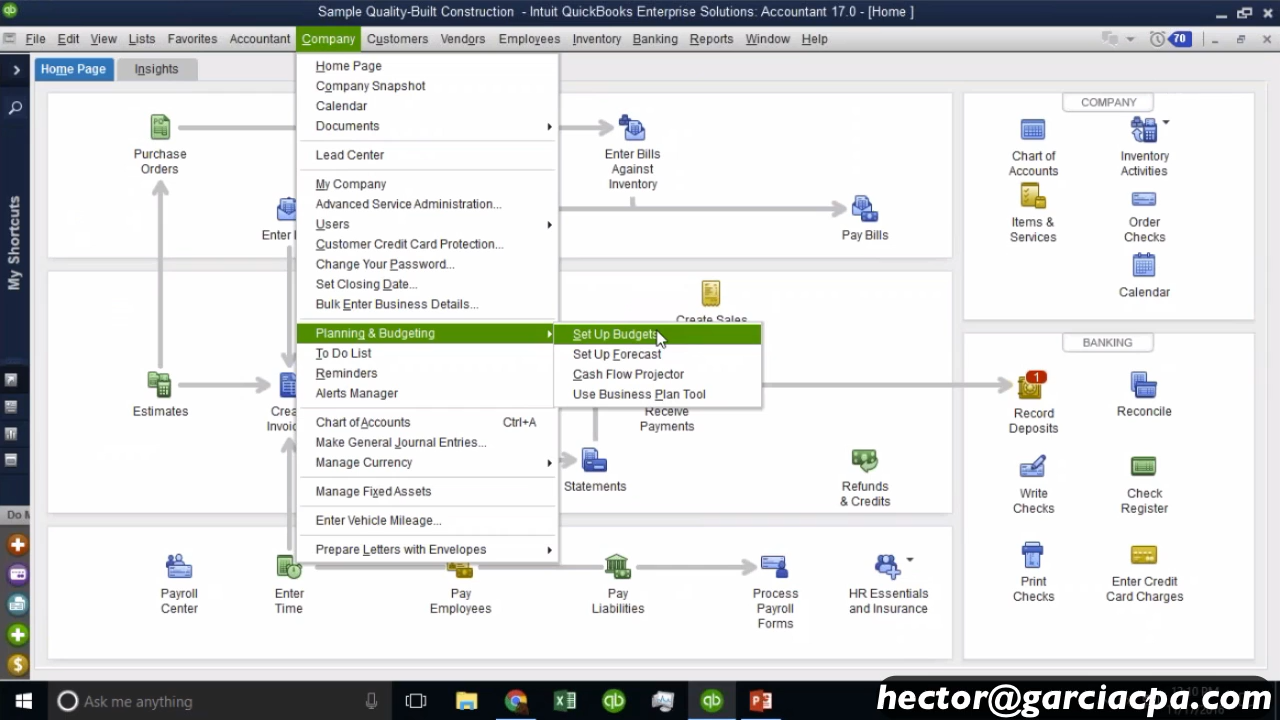 Sample Quality-Built Construction - Intuit QuickBooks Enterprise Solutions: Accountant 17.0 - [Home ]
File Edit View Lists Favorites Accountant Company Customers Vendors Employees Inventory Banking Reports Window Help 70
Home Page Insights
My Shortcuts
Do M
Home Page
Company Snapshot
Calendar
Documents
Lead Center
My Company
Advanced Service Administration...
Users
Customer Credit Card Protection...
Change Your Password...
Set Closing Date...
Bulk Enter Business Details...
Planning & Budgeting
To Do List
Reminders
Alerts Manager
Chart of Accounts Ctrl+A
Make General Journal Entries...
Manage Currency
Manage Fixed Assets
Enter Vehicle Mileage...
Prepare Letters with Envelopes
Set Up Budgets
Set Up Forecast
Cash Flow Projector
Use Business Plan Tool
Purchase
Orders
Enter
Enter Bills
Against
Inventory
Pay Bills
Create Sales
Estimates
Receive
Payments
Statements
Refunds
& Credits
Payroll
Center
Enter
Time
Pay
Employees
Pay
Liabilities
Process
Payroll
Forms
HR Essentials
and Insurance
COMPANY
Chart of
Accounts
Inventory
Activities
Items &
Services
Order
Checks
Calendar
BANKING
1
Record
Deposits
Reconcile
Write
Checks
Check
Register
Print
Checks
Enter Credit
Card Charges
Ask me anything
hector@garciacpa.com